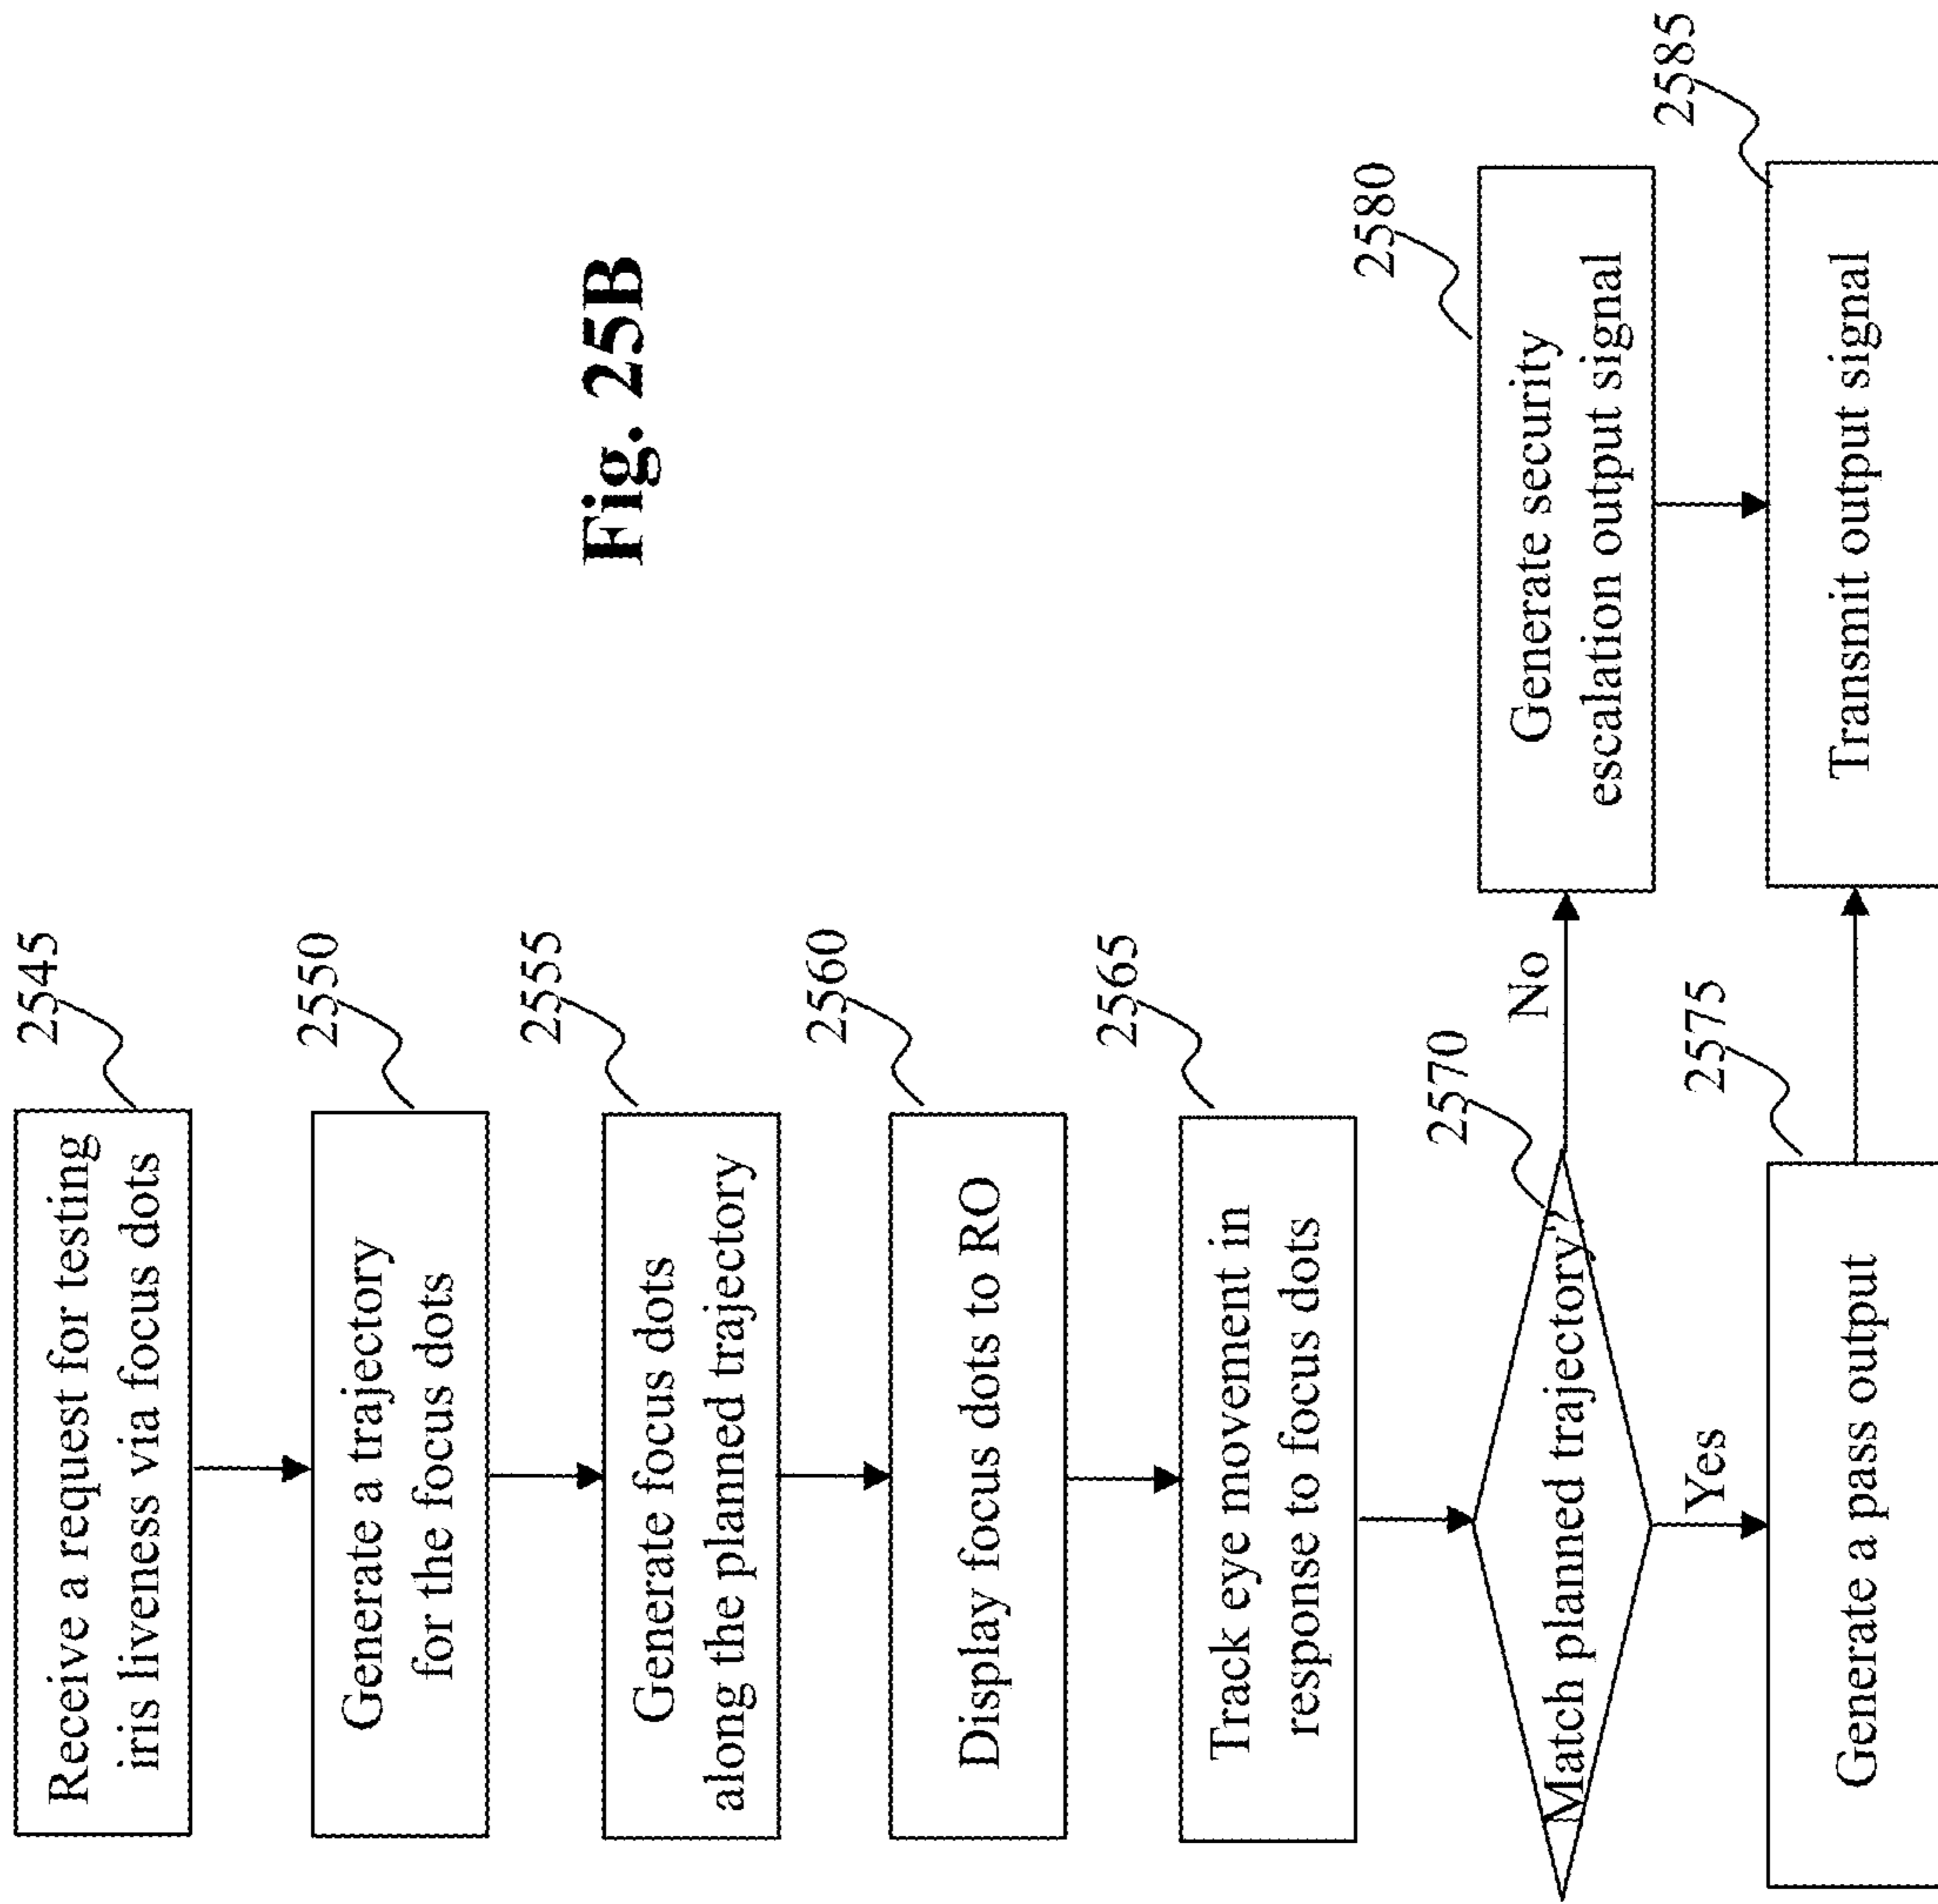 2545
Receive a request for testing
iris liveness via focus dots
2550
Generate a trajectory
for the focus dots
2555
Generate focus dots
along the planned trajectory
Fig. 25B
2560
Display focus dots to RO
2565
Track eye movement in
response to focus dots
2570
Match planned trajectory?
No
2580
Generate security
escalation output signal
Yes
2575
Generate a pass output
2585
Transmit output signal